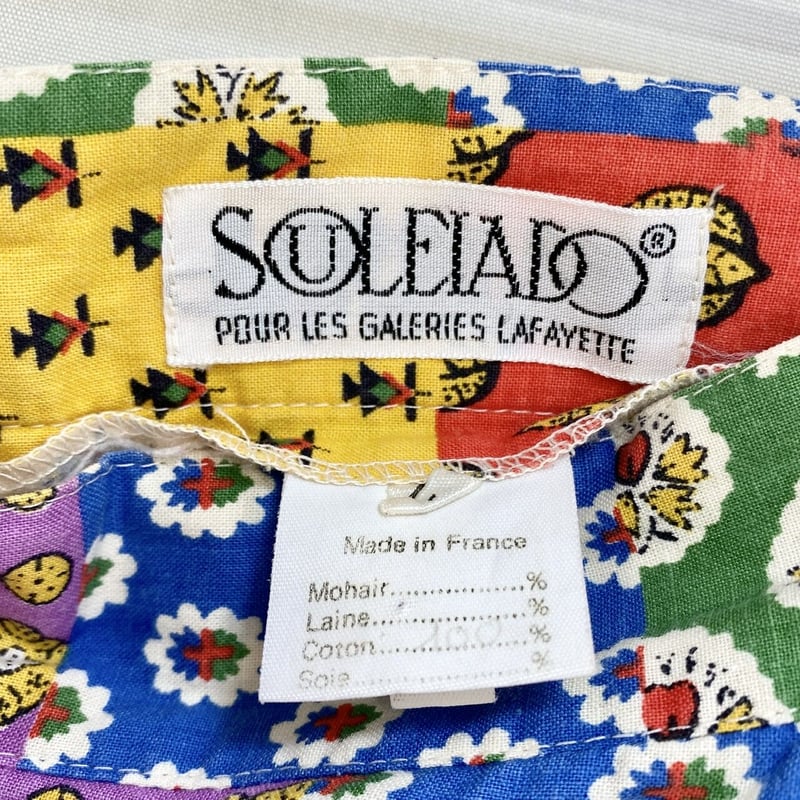 SOULEIADO®
POUR LES GALERIES LAFAYETTE
Made in France
Mohair..................%
Laine.....................%
Coton 100 %
Soie.......................%